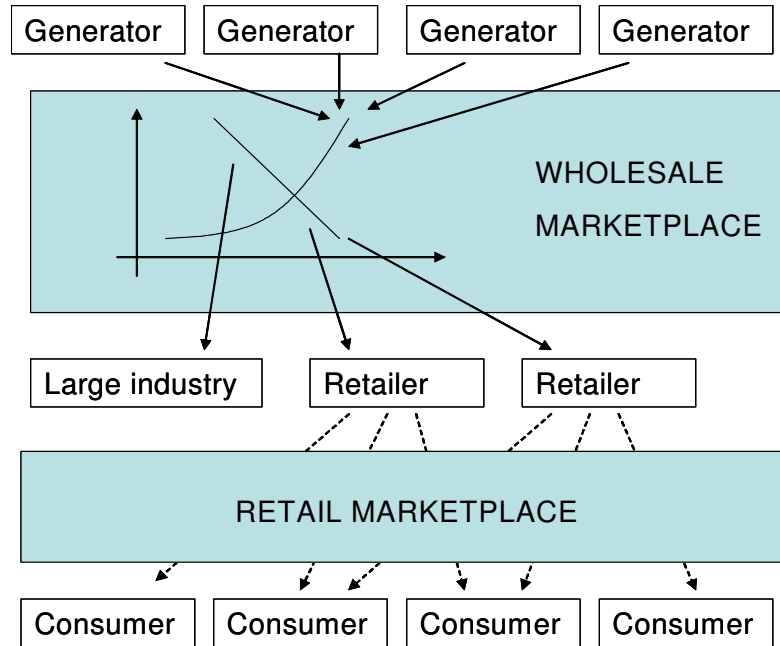 Generator
Generator
Generator
Generator
WHOLESALE
MARKETPLACE
Large industry
Retailer
Retailer
RETAIL MARKETPLACE
Consumer
Consumer
Consumer
Consumer